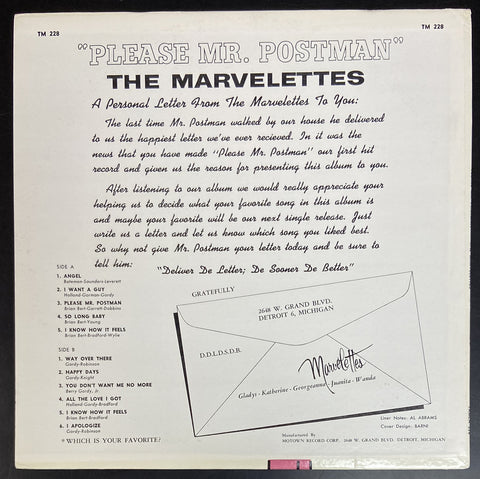 TM 228
TM 228
"PLEASE MR. POSTMAN"
THE MARVELETTES
A Personal Letter From The Marvelettes To You:
The last time Mr. Postman walked by our house he delivered
to us the happiest letter we've ever recieved. In it was the
news that you have made "Please Mr. Postman" our first hit
record and given us the reason for presenting this album to you.
After listening to our album we would really appreciate your
helping us to decide what your favorite song in this album is
and maybe your favorite will be our next single release. Just
write us a letter and let us know which song you liked best.
So why not give Mr. Postman your letter today and be sure to
tell him:
"Deliver De Letter; De Sooner De Better"
SIDE A
1. ANGEL
Bateman-Saunders-Leverett
2. I WANT A GUY
Holland-Gorman-Gordy
3. PLEASE MR. POSTMAN
Brian Bert-Garrett-Dobbins
4. SO LONG BABY
Brian Bert-Young
5. I KNOW HOW IT FEELS
Brian Bert-Bradford-Wylie
SIDE B
1. WAY OVER THERE
Gordy-Robinson
2. HAPPY DAYS
Gordy-Knight
3. YOU DON'T WANT ME NO MORE
Berry Gordy, Jr.
4. ALL THE LOVE I GOT
Holland-Gordy-Bradford
5. I KNOW HOW IT FEELS
Brian Bert-Bradford
6. I APOLOGIZE
Gordy-Robinson
*WHICH IS YOUR FAVORITE?
GRATEFULLY
2648 W. GRAND BLVD.
DETROIT 6, MICHIGAN
D.D.L.D.S.D.B.
Marvelettes
Gladys - Katherine - Georgeanna - Juanita - Wanda
Liner Notes: AL ABRAMS
Cover Design: BARNI
Manufactured By
MOTOWN RECORD CORP. 2648 W. GRAND BLVD. DETROIT, MICHIGAN